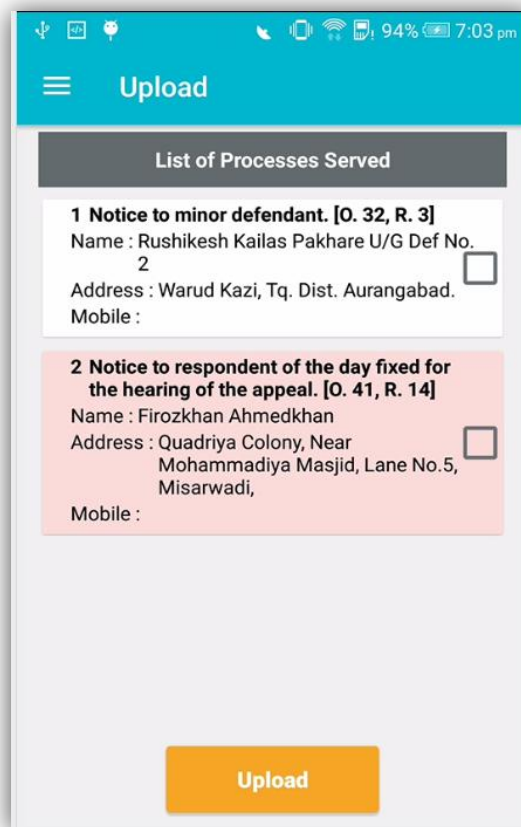 94% 7:03 pm
Upload
List of Processes Served
1 Notice to minor defendant. [O. 32, R. 3]
Name : Rushikesh Kailas Pakhare U/G Def No.
2
Address : Warud Kazi, Tq. Dist. Aurangabad.
Mobile :
2 Notice to respondent of the day fixed for
the hearing of the appeal. [O. 41, R. 14]
Name : Firozkhan Ahmedkhan
Address : Quadriya Colony, Near
Mohammadiya Masjid, Lane No.5,
Misarwadi,
Mobile :
Upload